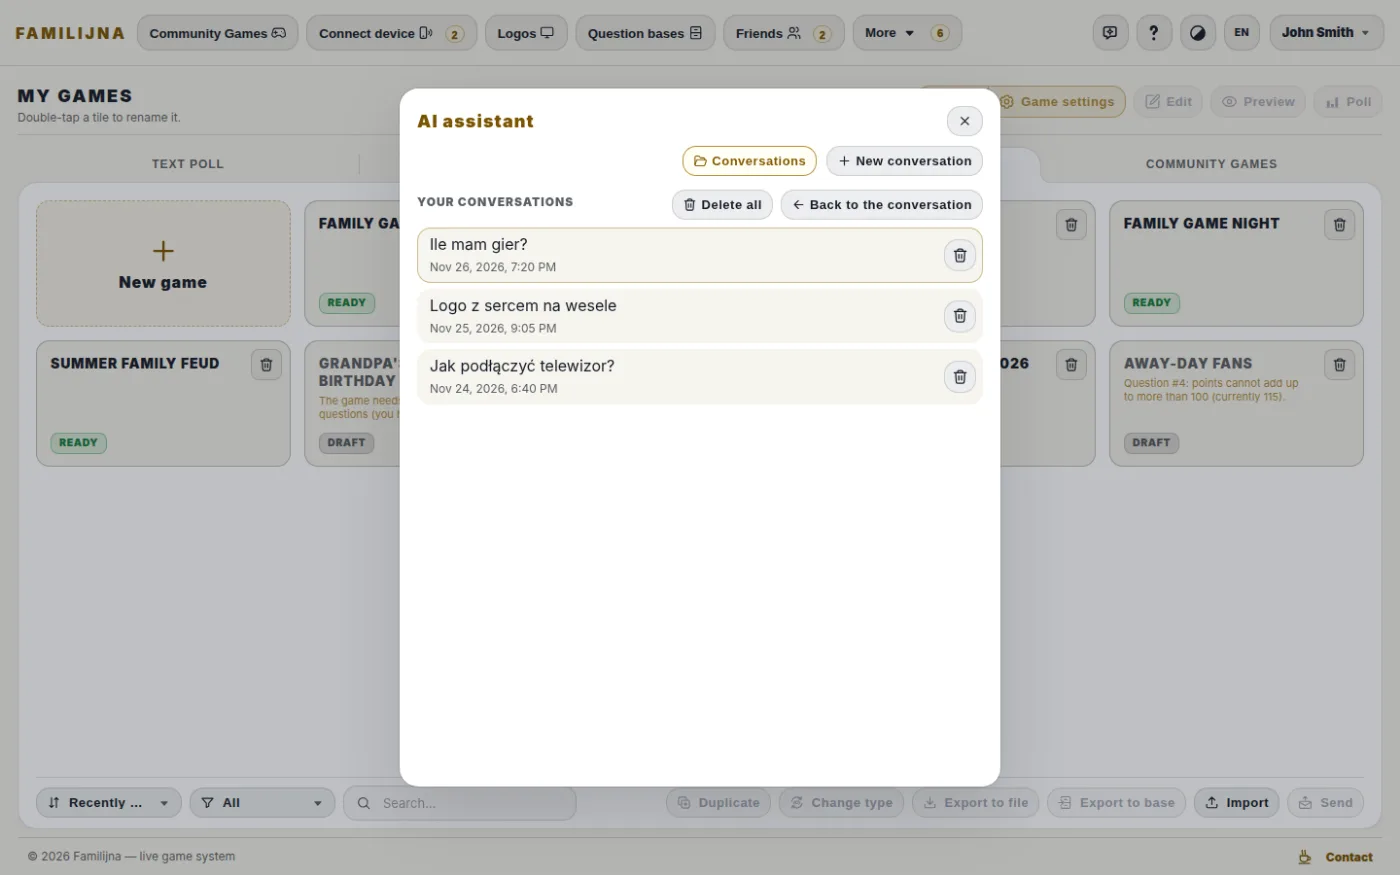 FAMILIJNA
Community Games
Connect device 2
Logos
Question bases
Friends 2
More 6
?
EN
John Smith
MY GAMES
Double-tap a tile to rename it.
Game settings
Edit
Preview
Poll
TEXT POLL
COMMUNITY GAMES
New game
FAMILY GA
READY
FAMILY GAME NIGHT
READY
SUMMER FAMILY FEUD
READY
GRANDPA'S
BIRTHDAY
The game needs
questions (you h
DRAFT
026
AWAY-DAY FANS
Question #4: points cannot add up
to more than 100 (currently 115).
DRAFT
AI assistant
Conversations
New conversation
YOUR CONVERSATIONS
Delete all
Back to the conversation
Ile mam gier?
Nov 26, 2026, 7:20 PM
Logo z sercem na wesele
Nov 25, 2026, 9:05 PM
Jak podłączyć telewizor?
Nov 24, 2026, 6:40 PM
Recently ...
All
Search...
Duplicate
Change type
Export to file
Export to base
Import
Send
© 2026 Familijna — live game system
Contact